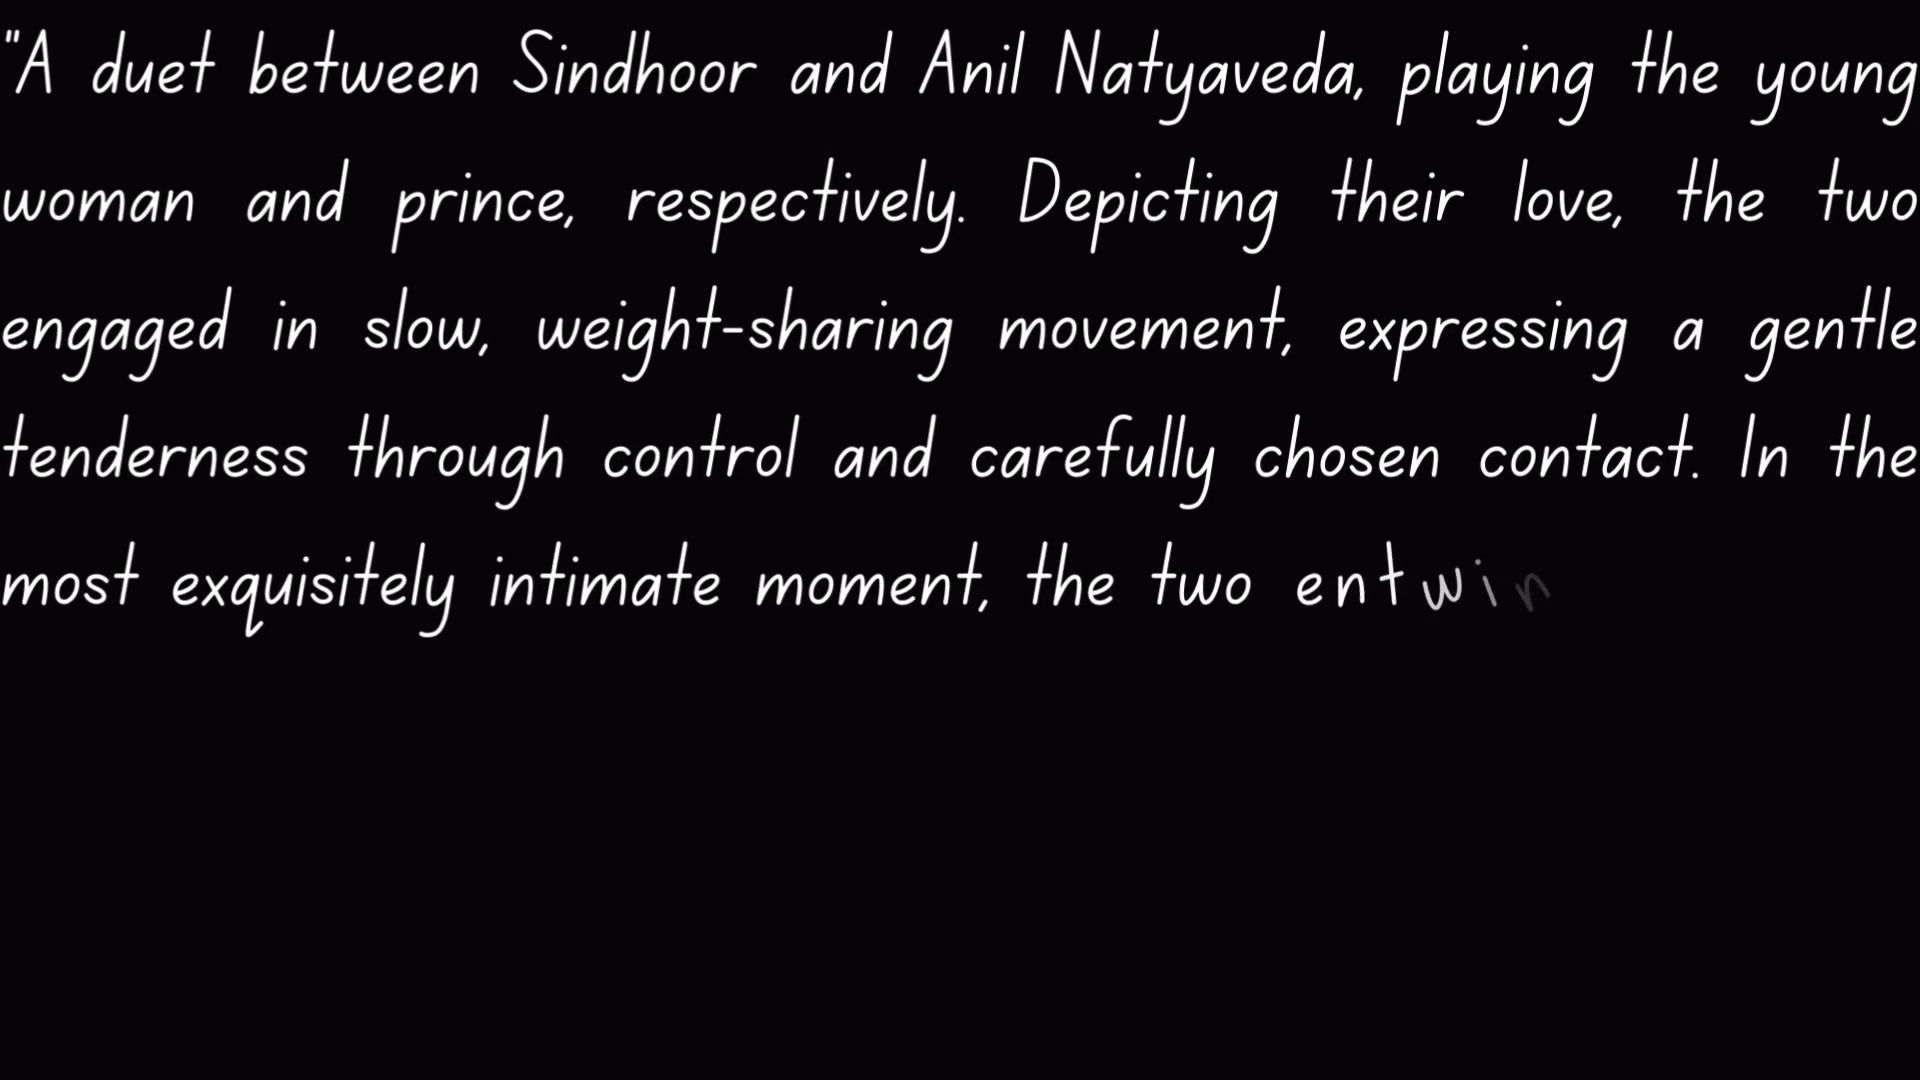 "A duet between Sindhoor and Anil Natyaveda, playing the young
woman and prince, respectively. Depicting their love, the two
engaged in slow, weight-sharing movement, expressing a gentle
tenderness through control and carefully chosen contact. In the
most exquisitely intimate moment, the two entwin